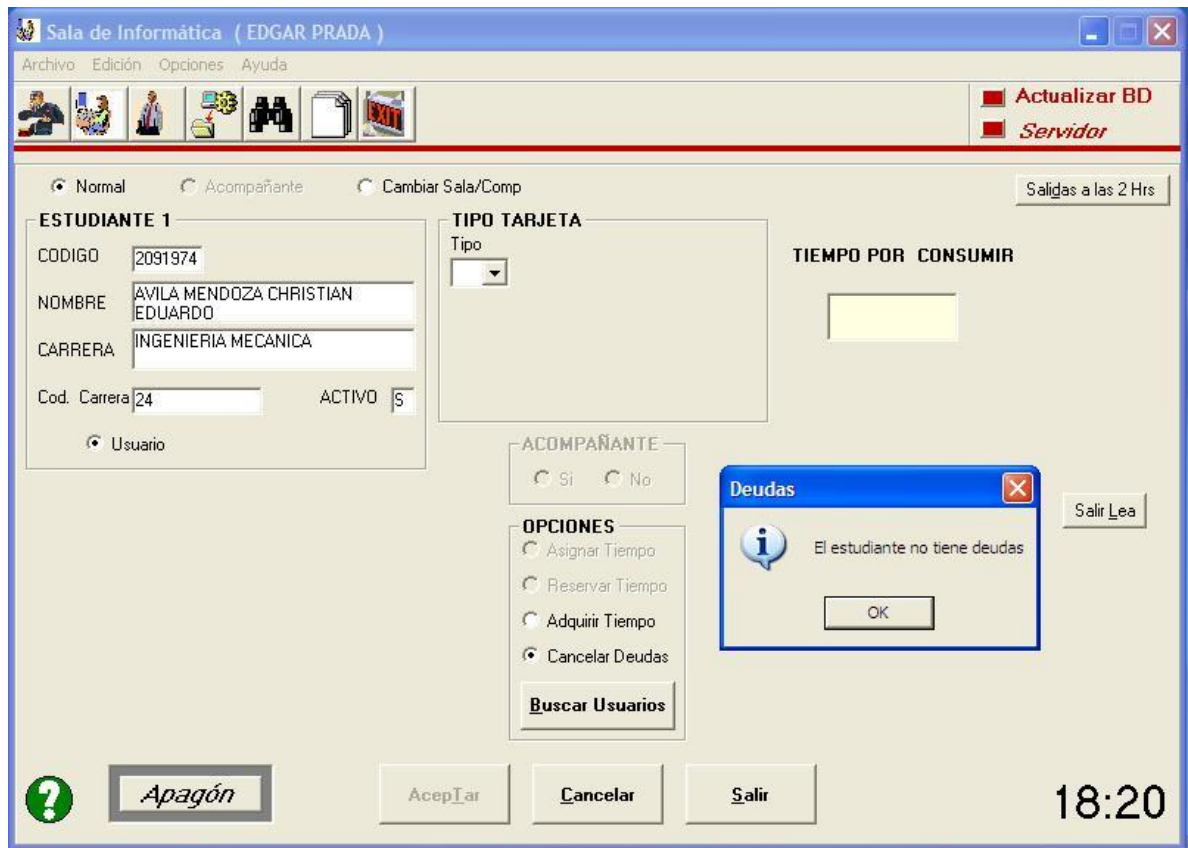 Sala de Informática ( EDGAR PRADA )
Archivo Edición Opciones Ayuda
EXIT
Actualizar BD
Servidor
Normal Acompañante Cambiar Sala/Comp
Salidas a las 2 Hrs
ESTUDIANTE 1
CODIGO 2091974
NOMBRE AVILA MENDOZA CHRISTIAN
EDUARDO
CARRERA INGENIERIA MECANICA
Cod. Carrera 24 ACTIVO S
Usuario
TIPO TARJETA
Tipo
TIEMPO POR CONSUMIR
ACOMPAÑANTE
Si No
OPCIONES
Asignar Tiempo
Reservar Tiempo
Adquirir Tiempo
Cancelar Deudas
Buscar Usuarios
Deudas
El estudiante no tiene deudas
OK
Salir Lea
?
Apagón
AcepTar
Cancelar
Salir
18:20